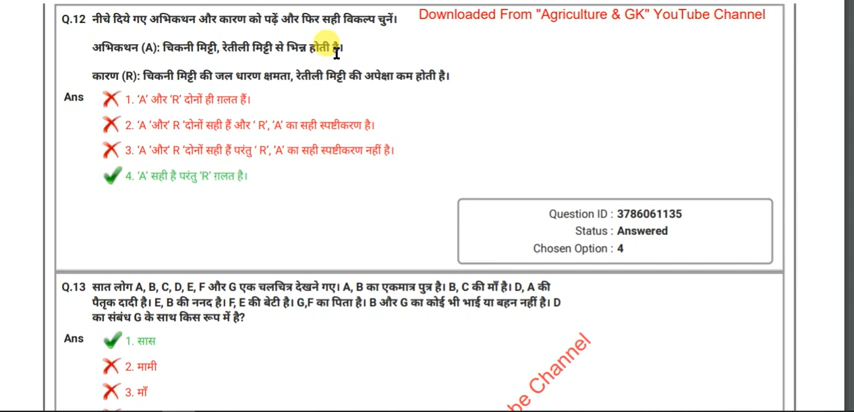 Q.12 नीचे दिये गए अभिकथन और कारण को पढ़ें और फिर सही विकल्प चुनें।
Downloaded From "Agriculture & GK" YouTube Channel
अभिकथन (A): चिकनी मिट्टी, रेतीली मिट्टी से भिन्न होती है।
कारण (R): चिकनी मिट्टी की जल धारण क्षमता, रेतीली मिट्टी की अपेक्षा कम होती है।
Ans 1. 'A' और 'R' दोनों ही ग़लत हैं।
2. 'A 'और' R 'दोनों सही हैं और ' R', 'A' का सही स्पष्टीकरण है।
3. 'A 'और' R 'दोनों सही हैं परंतु ' R', 'A' का सही स्पष्टीकरण नहीं है।
4. 'A' सही है परंतु 'R' ग़लत है।
Question ID : 3786061135
Status : Answered
Chosen Option : 4
Q.13 सात लोग A, B, C, D, E, F और G एक चलचित्र देखने गए। A, B का एकमात्र पुत्र है। B, C की माँ है। D, A की
पैतृक दादी है। E, B की ननद है। F, E की बेटी है। G,F का पिता है। B और G का कोई भी भाई या बहन नहीं है। D
का संबंध G के साथ किस रूप में है?
Ans 1. सास
2. मामी
3. माँ
be Channel